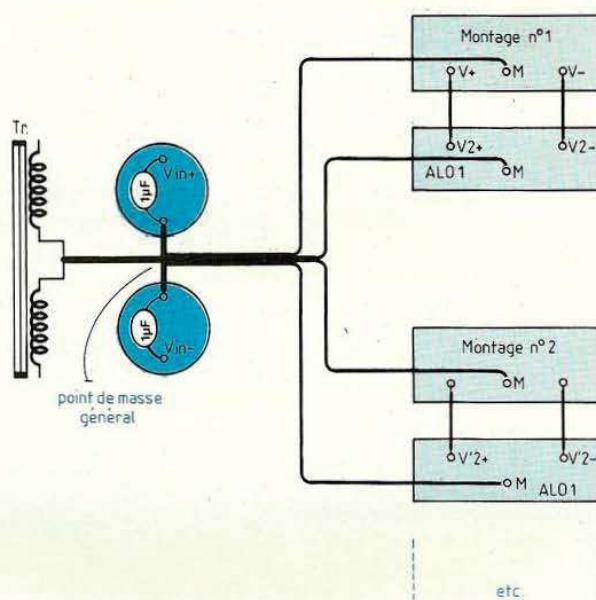 Montage n°1
V+
M
V-
Tr.
Vin+
1µF
V2+
V2-
ALO1
M
1µF
Vin-
point de masse
général
Montage n°2
M
V'2+
V'2-
M
ALO1
etc